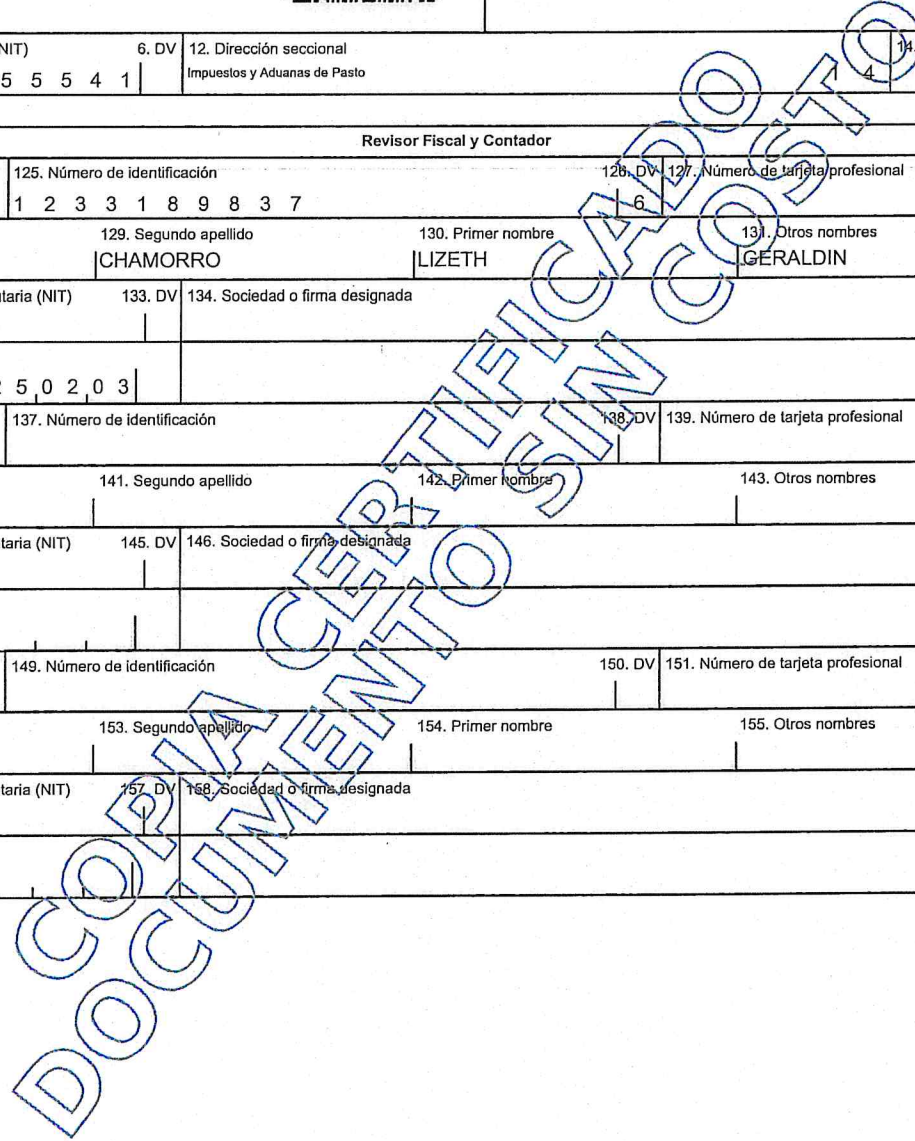 NIT) 6. DV 12. Dirección seccional 14.
5 5 5 4 1 Impuestos y Aduanas de Pasto 1 4
Revisor Fiscal y Contador
125. Número de identificación 126. DV 127. Número de tarjeta profesional
1 2 3 3 1 8 9 8 3 7 6
129. Segundo apellido 130. Primer nombre 131. Otros nombres
CHAMORRO LIZETH GERALDIN
taria (NIT) 133. DV 134. Sociedad o firma designada
5 0 2 0 3
137. Número de identificación 138. DV 139. Número de tarjeta profesional
141. Segundo apellido 142. Primer nombre 143. Otros nombres
taria (NIT) 145. DV 146. Sociedad o firma designada
149. Número de identificación 150. DV 151. Número de tarjeta profesional
153. Segundo apellido 154. Primer nombre 155. Otros nombres
taria (NIT) 157. DV 158. Sociedad o firma designada
COPIA CERTIFICADO
DOCUMENTO SIN COSTO